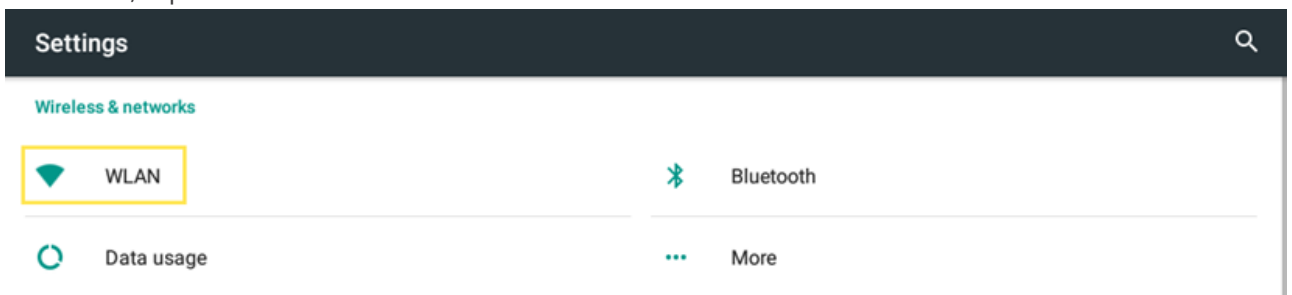 Settings
Wireless & networks
WLAN
Bluetooth
Data usage
More